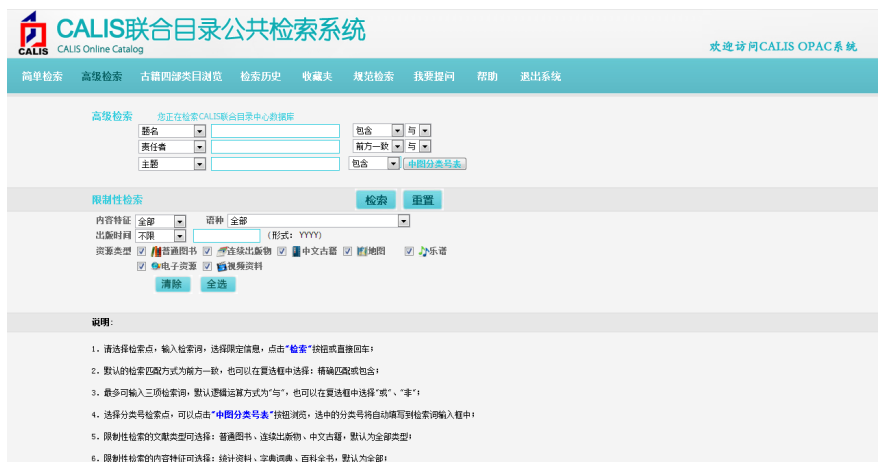 CALIS联合目录公共检索系统
CALIS CALIS Online Catalog
欢迎访问CALIS OPAC系统
简单检索 高级检索 古籍四部类目浏览 检索历史 收藏夹 规范检索 我要提问 帮助 退出系统
高级检索 您正在检索CALIS联合目录中心数据库
题名 包含 与
责任者 前方一致 与
主题 包含 中图分类号表
限制性检索 检索 重置
内容特征 全部 语种 全部
出版时间 不限 (形式: YYYY)
资源类型 普通图书 连续出版物 中文古籍 地图 乐谱
电子资源 视频资料
清除 全选
说明:
1. 请选择检索点，输入检索词，选择限定信息，点击"检索"按钮或直接回车；
2. 默认的检索匹配方式为前方一致，也可以在复选框中选择：精确匹配或包含；
3. 最多可输入三项检索词，默认逻辑运算方式为"与"，也可以在复选框中选择"或"、"非"；
4. 选择分类号检索点，可以点击"中图分类号表"按钮浏览，选中的分类号将自动填写到检索词输入框中；
5. 限制性检索的文献类型可选择：普通图书、连续出版物、中文古籍，默认为全部类型；
6. 限制性检索的内容特征可选择：统计资料、字典词典、百科全书，默认为全部；